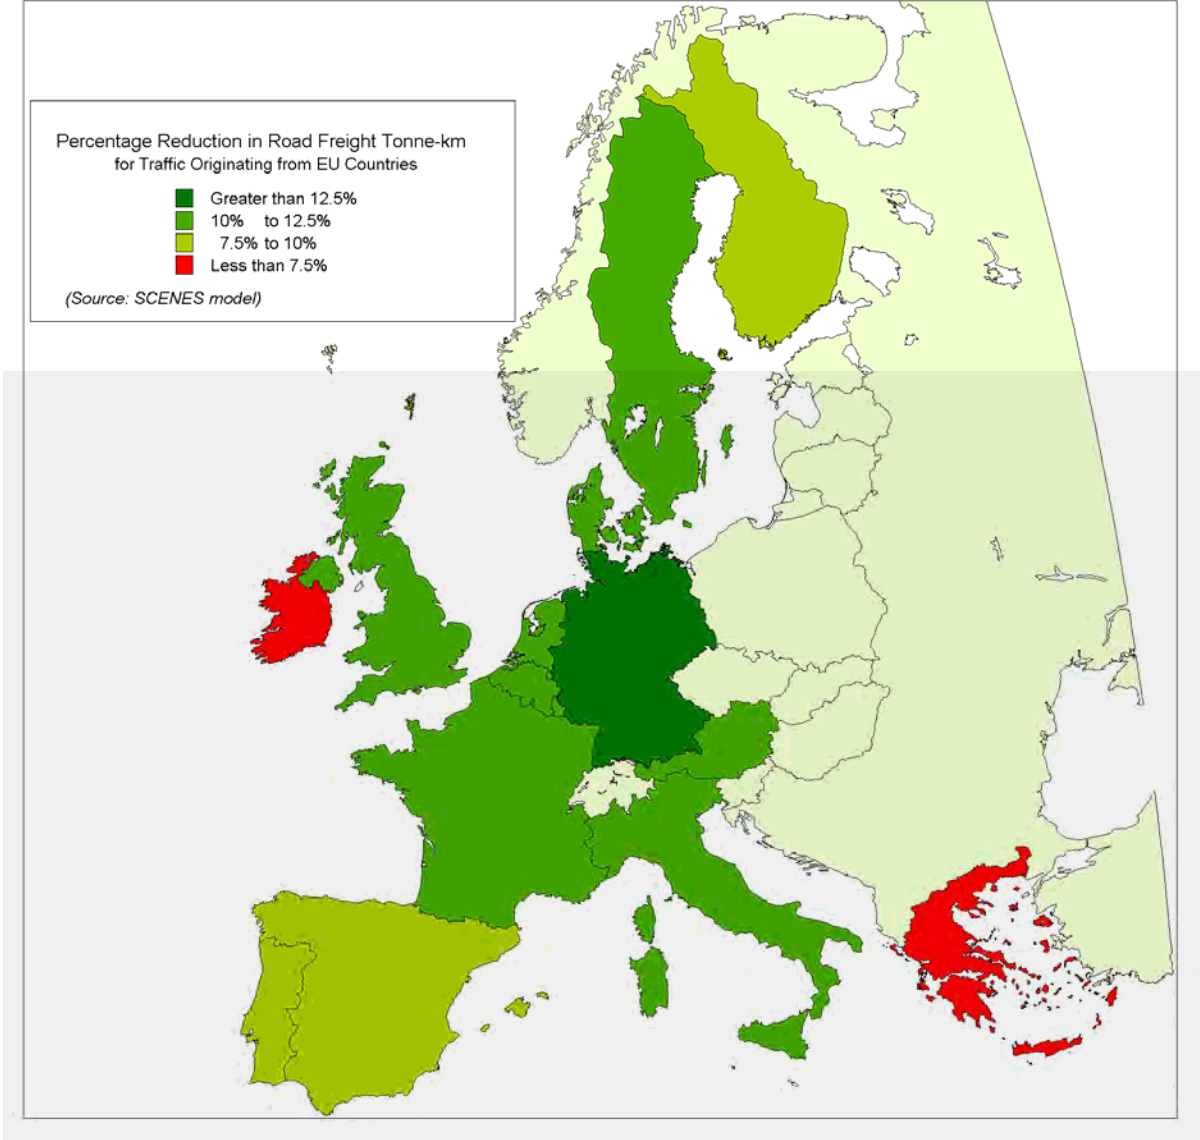 Percentage Reduction in Road Freight Tonne-km
for Traffic Originating from EU Countries
Greater than 12.5%
10% to 12.5%
7.5% to 10%
Less than 7.5%
(Source: SCENES model)